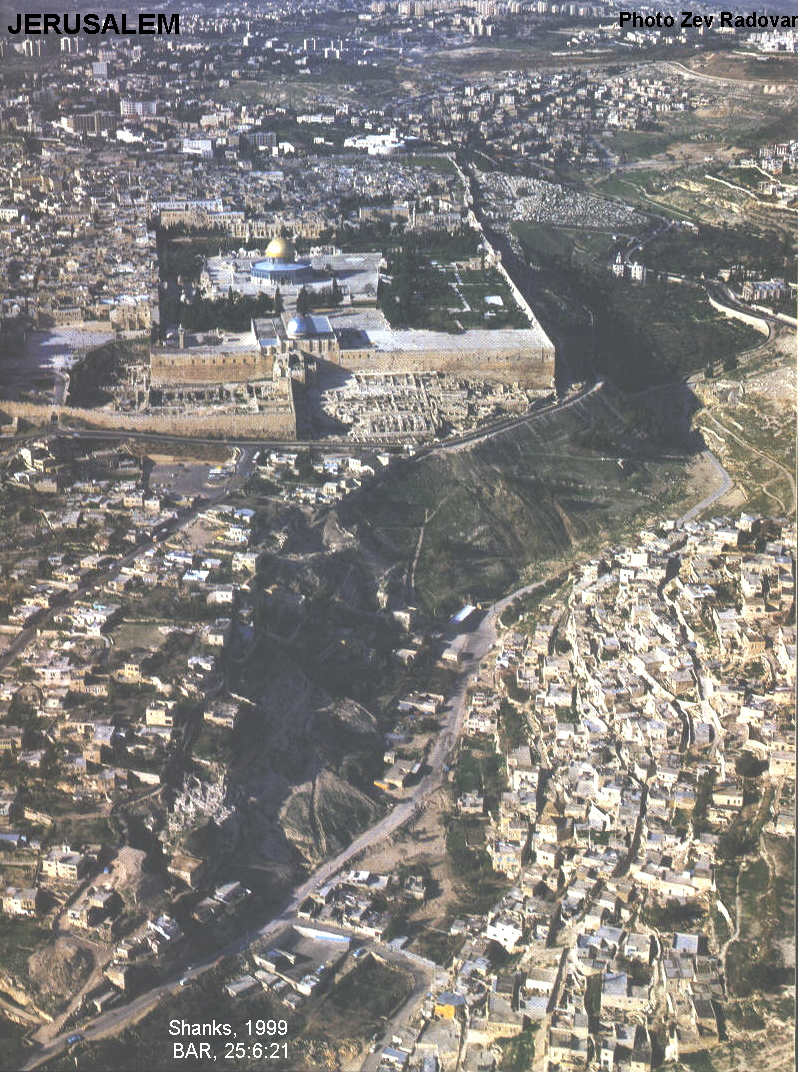 JERUSALEM
Photo Zev Radovan
Shanks, 1999
BAR, 25:6:21